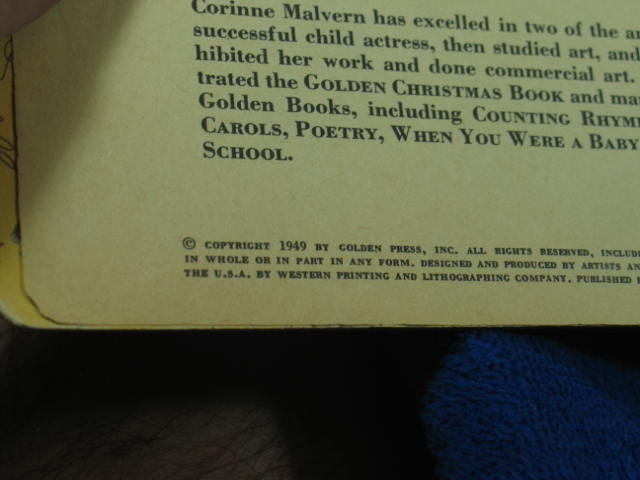 Corinne Malvern has excelled in two of the
successful child actress, then studied art, and
hibited her work and done commercial art.
trated the GOLDEN CHRISTMAS BOOK and
Golden Books, including COUNTING
CAROLS, POETRY, WHEN YOU WERE A BABY
SCHOOL.
© COPYRIGHT 1949 BY GOLDEN PRESS, INC. ALL RIGHTS RESERVED,
IN WHOLE OR IN PART IN ANY FORM. DESIGNED AND PRODUCED BY ARTISTS
THE U.S.A. BY WESTERN PRINTING AND LITHOGRAPHING COMPANY. PUBLISHED